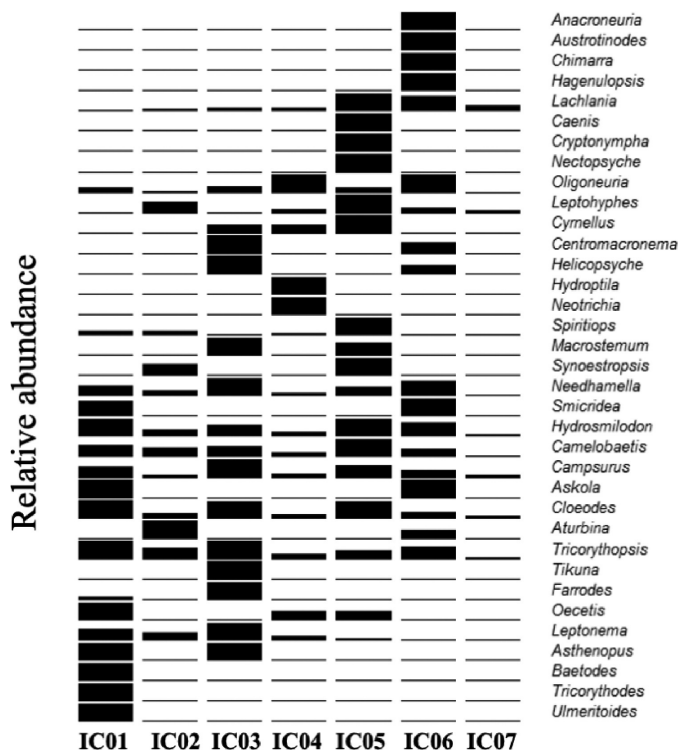 Relative abundance
Anacroneuria
Austrotinodes
Chimarra
Hagenulopsis
Lachlania
Caenis
Cryptonympha
Nectopsyche
Oligoneuria
Leptohyphes
Cyrnellus
Centromacronema
Helicopsyche
Hydroptila
Neotrichia
Spiritiops
Macrostemum
Synoestropsis
Needhamella
Smicridea
Hydrosmilodon
Camelobaetis
Campsurus
Askola
Cloeodes
Aturbina
Tricorythopsis
Tikuna
Farrodes
Oecetis
Leptonema
Asthenopus
Baetodes
Tricorythodes
Ulmeritoides
IC01 IC02 IC03 IC04 IC05 IC06 IC07